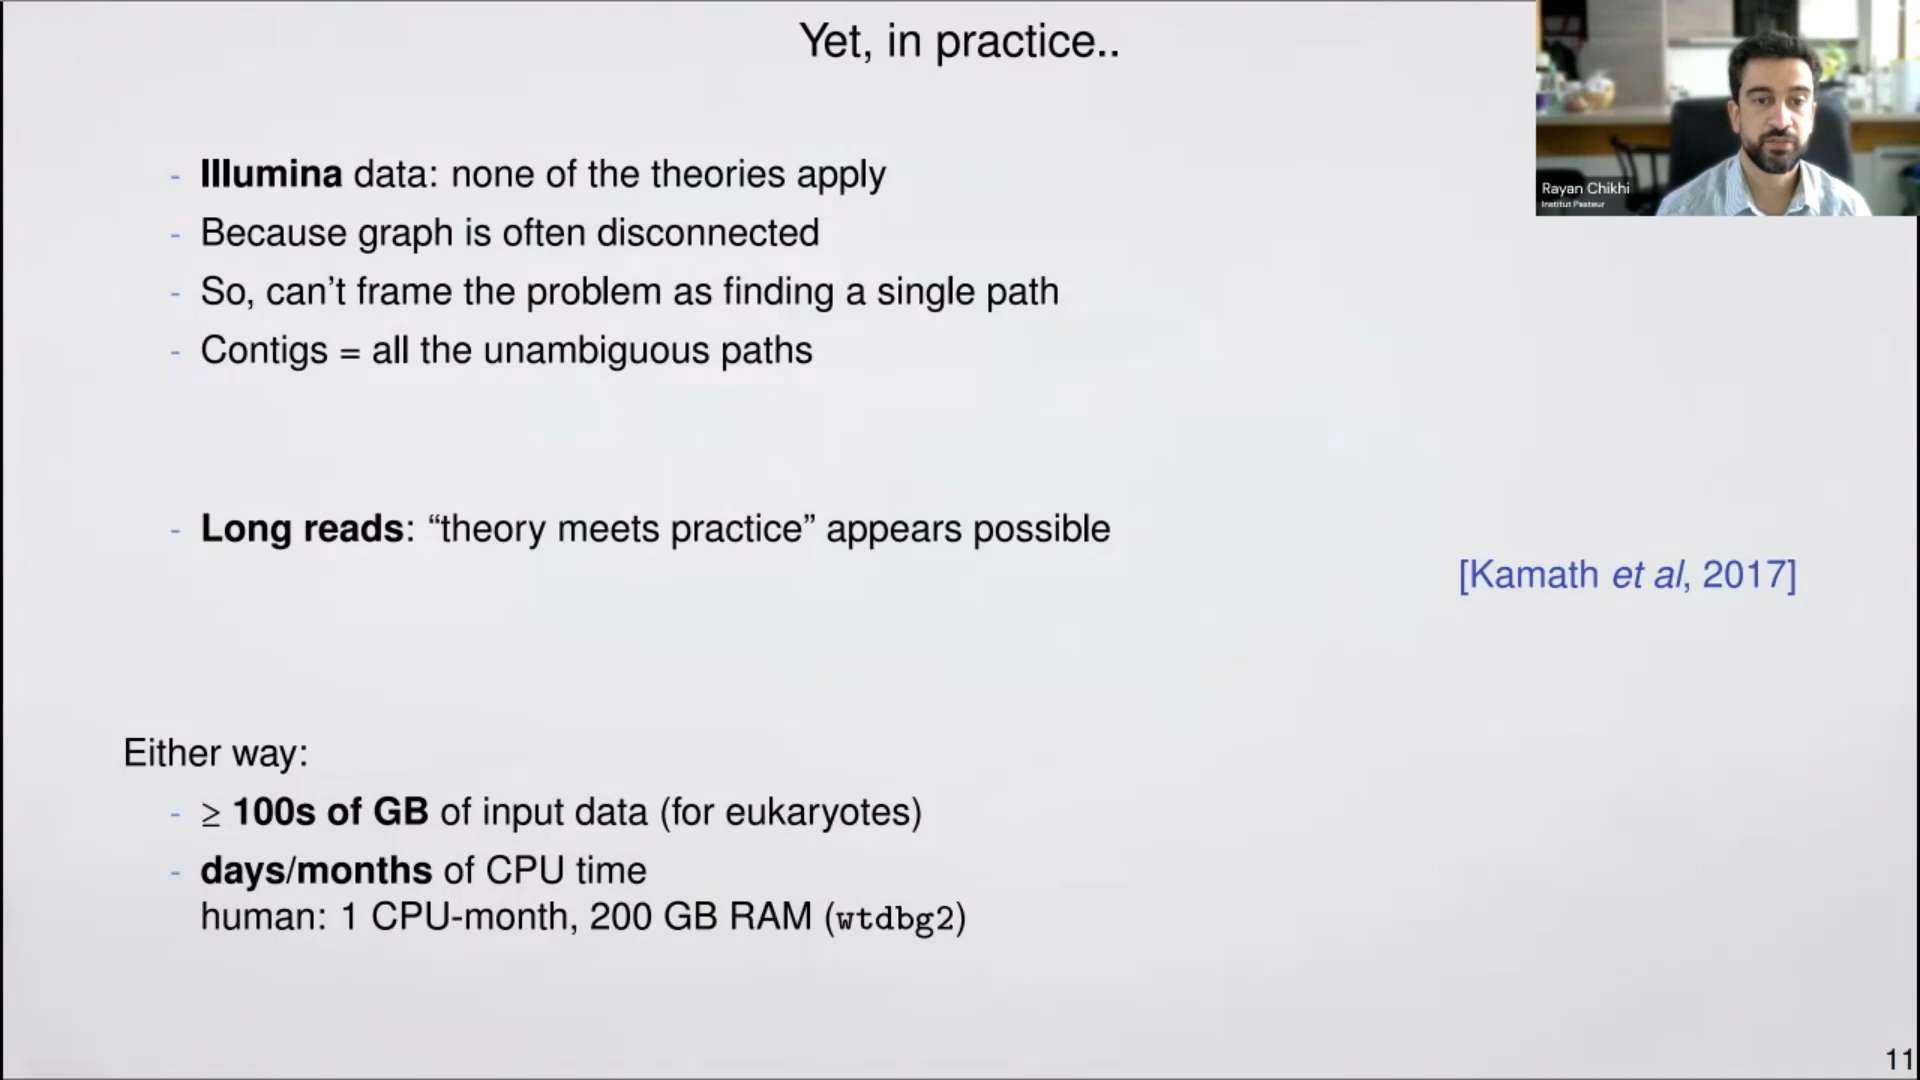 Yet, in practice..
Rayan Chikhi
Institut Pasteur
- Illumina data: none of the theories apply
- Because graph is often disconnected
- So, can't frame the problem as finding a single path
- Contigs = all the unambiguous paths
- Long reads: “theory meets practice” appears possible
[Kamath et al, 2017]
Either way:
- ≥ 100s of GB of input data (for eukaryotes)
- days/months of CPU time
human: 1 CPU-month, 200 GB RAM (wtdbg2)
11